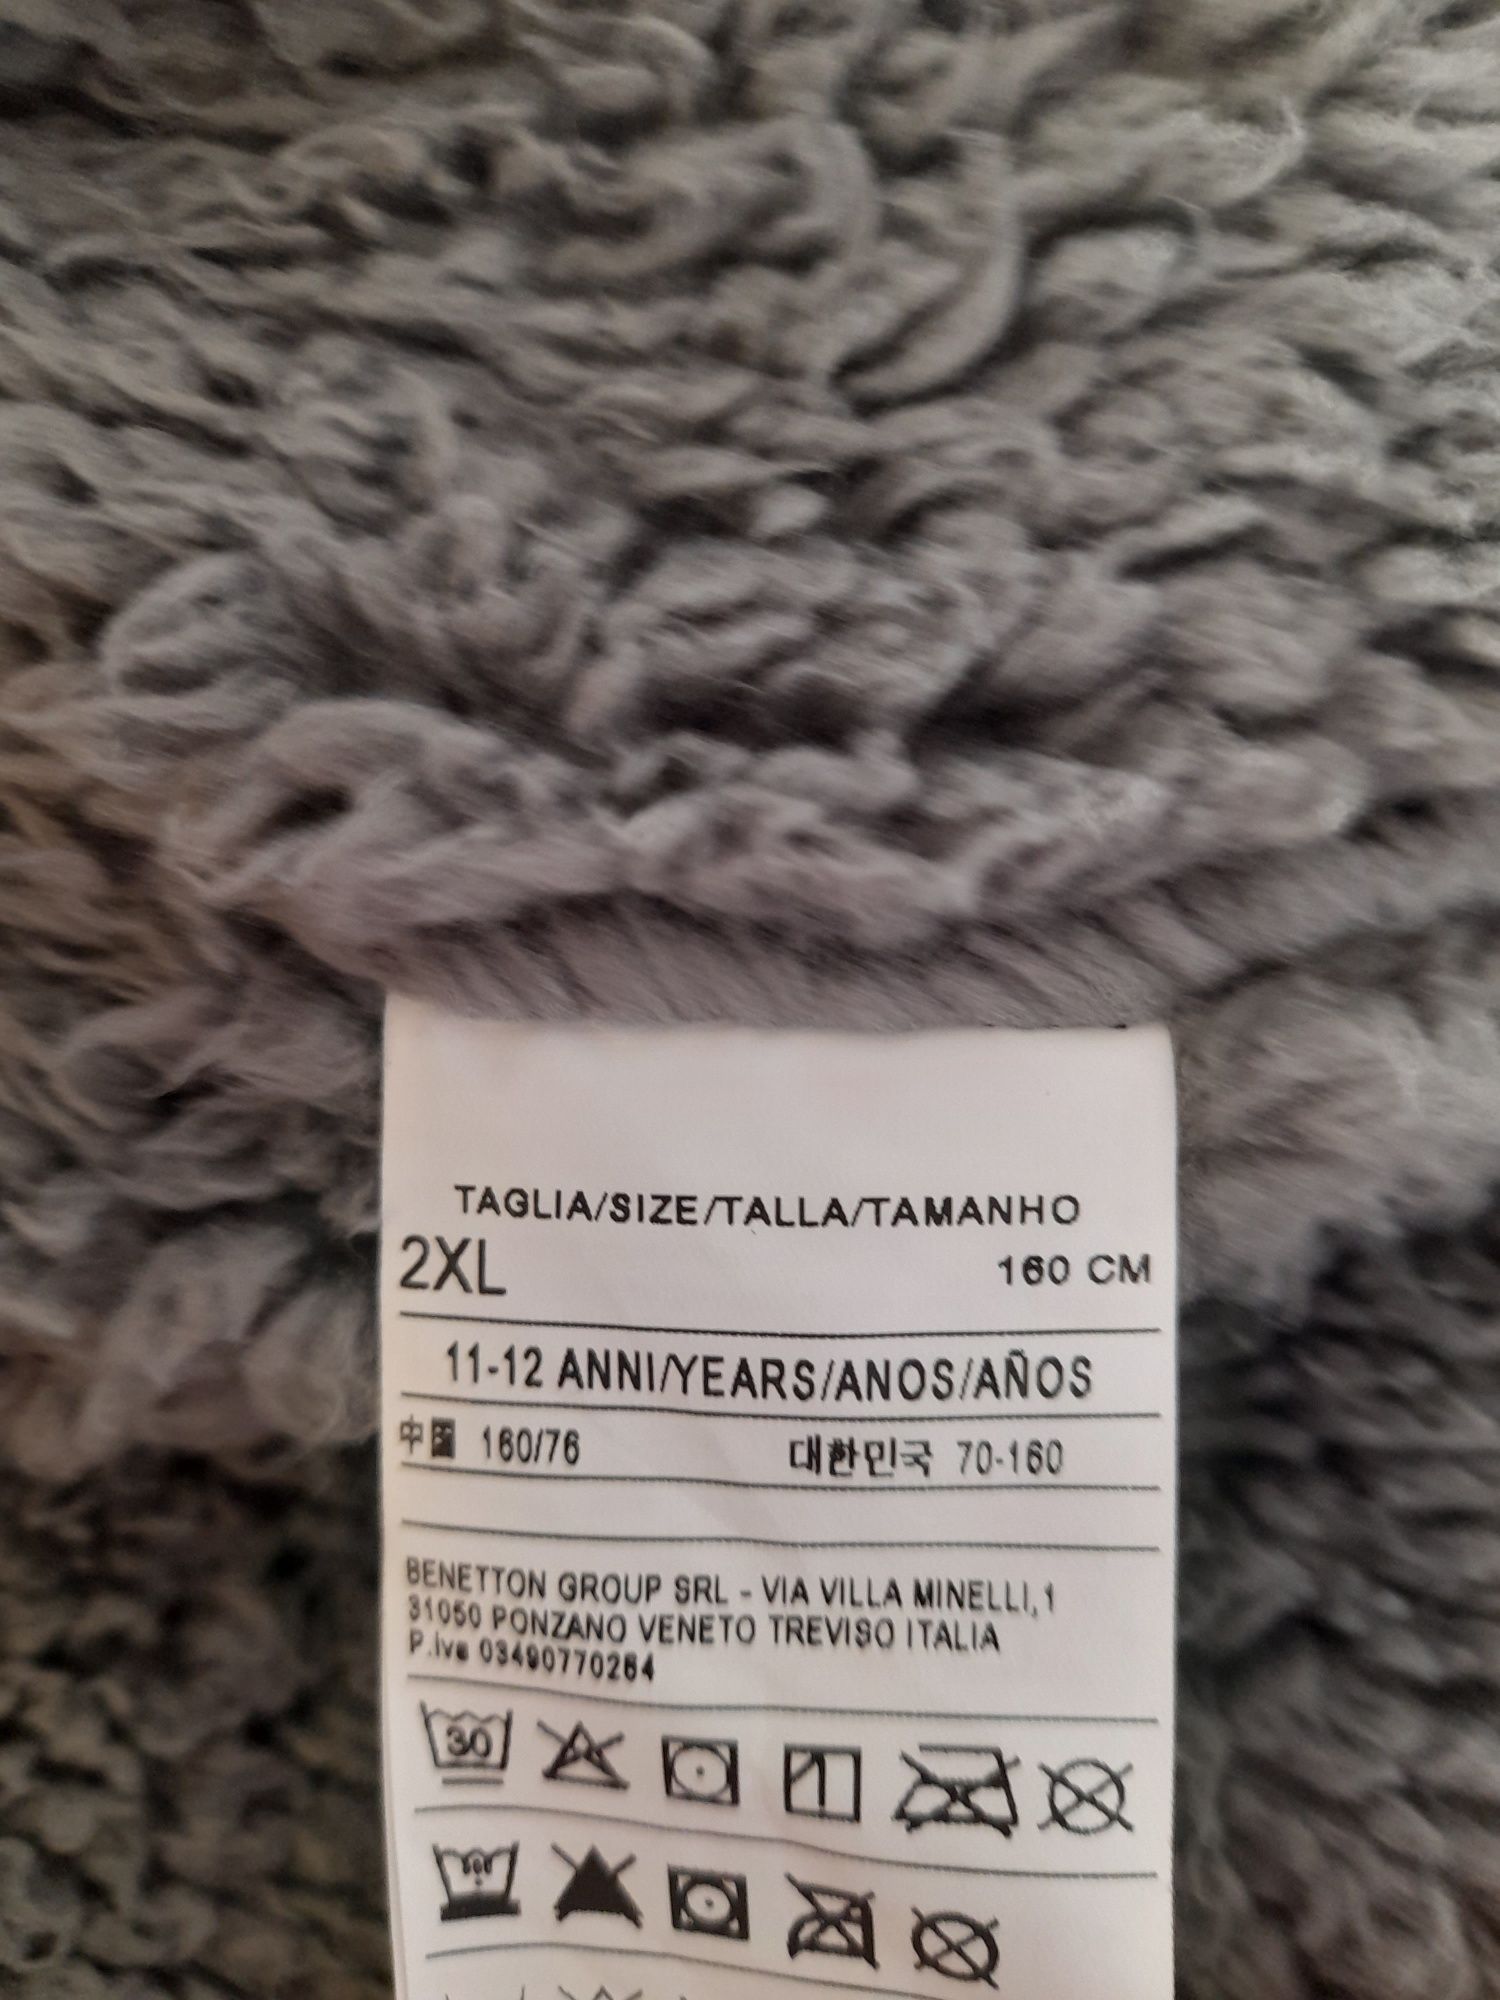 TAGLIA/SIZE/TALLA/TAMANHO
2XL 160 CM
11-12 ANNI/YEARS/ANOS/AÑOS
中国 160/76 대한민국 70-160
BENETTON GROUP SRL - VIA VILLA MINELLI,1
31050 PONZANO VENETO TREVISO ITALIA
P.iva 03490770264
30